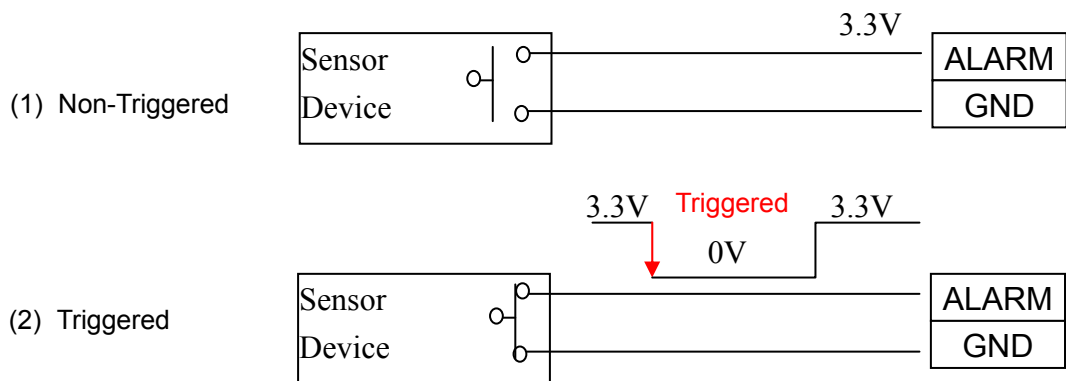 3.3V
Sensor
Device
ALARM
GND
(1) Non-Triggered
3.3V Triggered 3.3V
0V
Sensor
Device
ALARM
GND
(2) Triggered